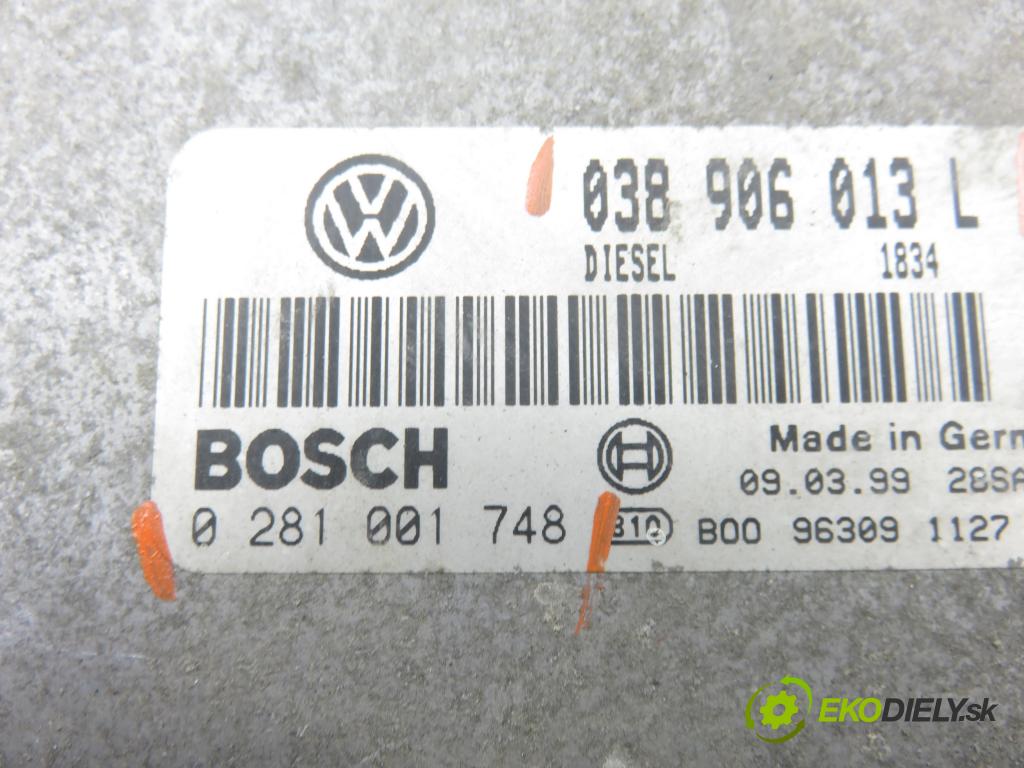 038 906 013 L
DIESEL 1834
BOSCH
Made in Germ
09.03.99 28SA
0 281 001 748 B00 96309 1127
EKODIELY.sk